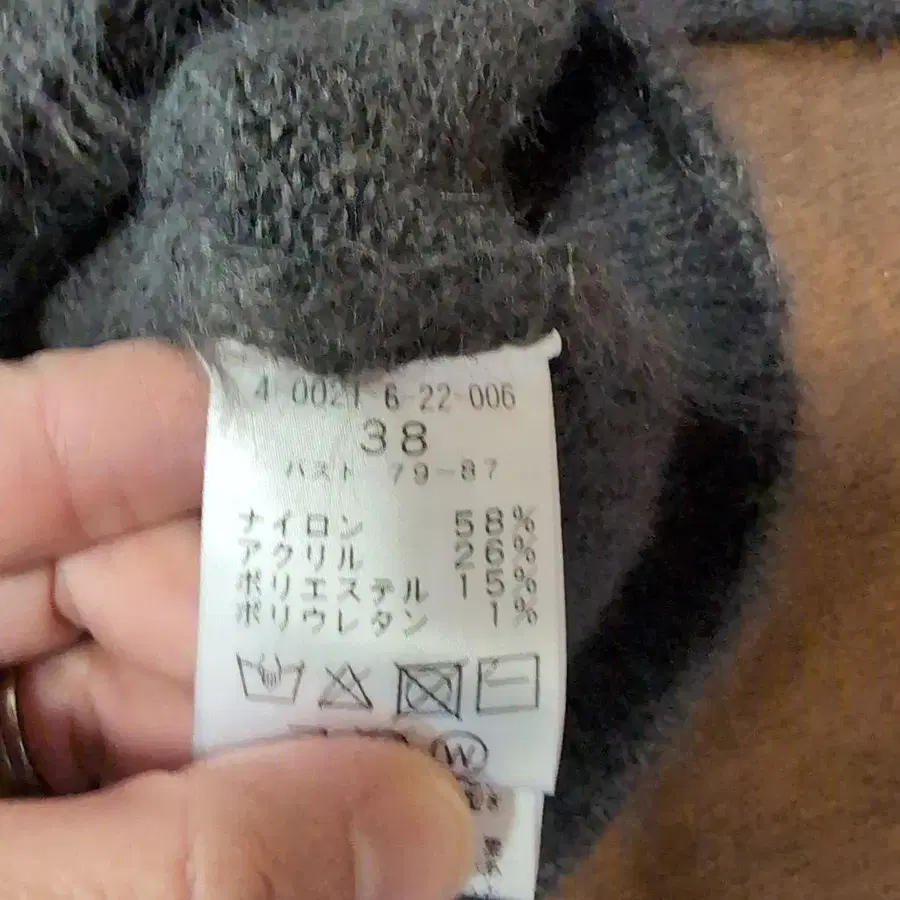 4 0021 6-22-006
38
バスト 79-87
ナイロン 58%
アクリル 26%
ポリエステル 15%
ポリウレタン 1%
W